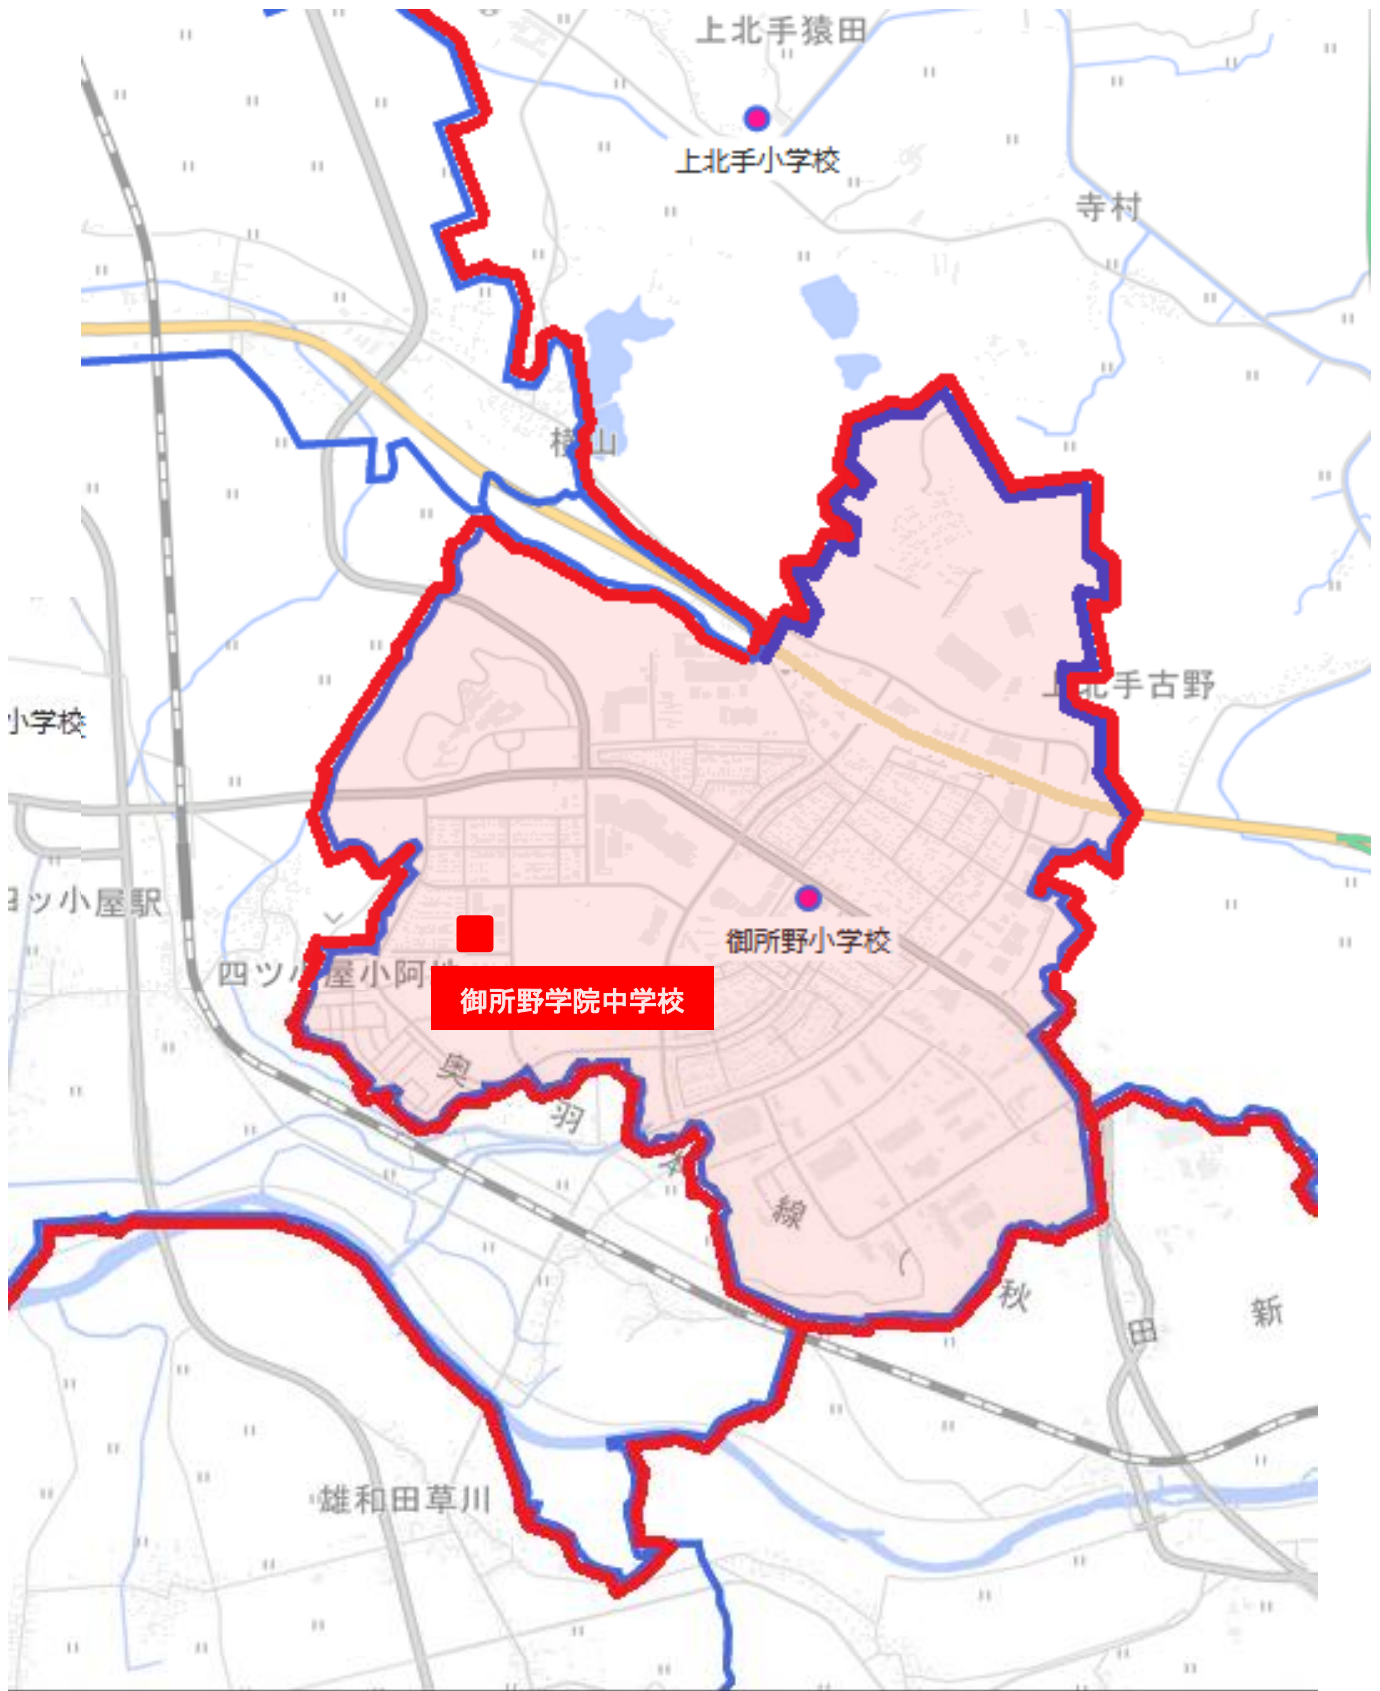 上北手猿田
上北手小学校
寺村
横山
上北手古野
小学校
ッ小屋駅
御所野小学校
四ツ小屋小阿地
御所野学院中学校
奥
羽
本
線
秋
田
新
雄和田草川